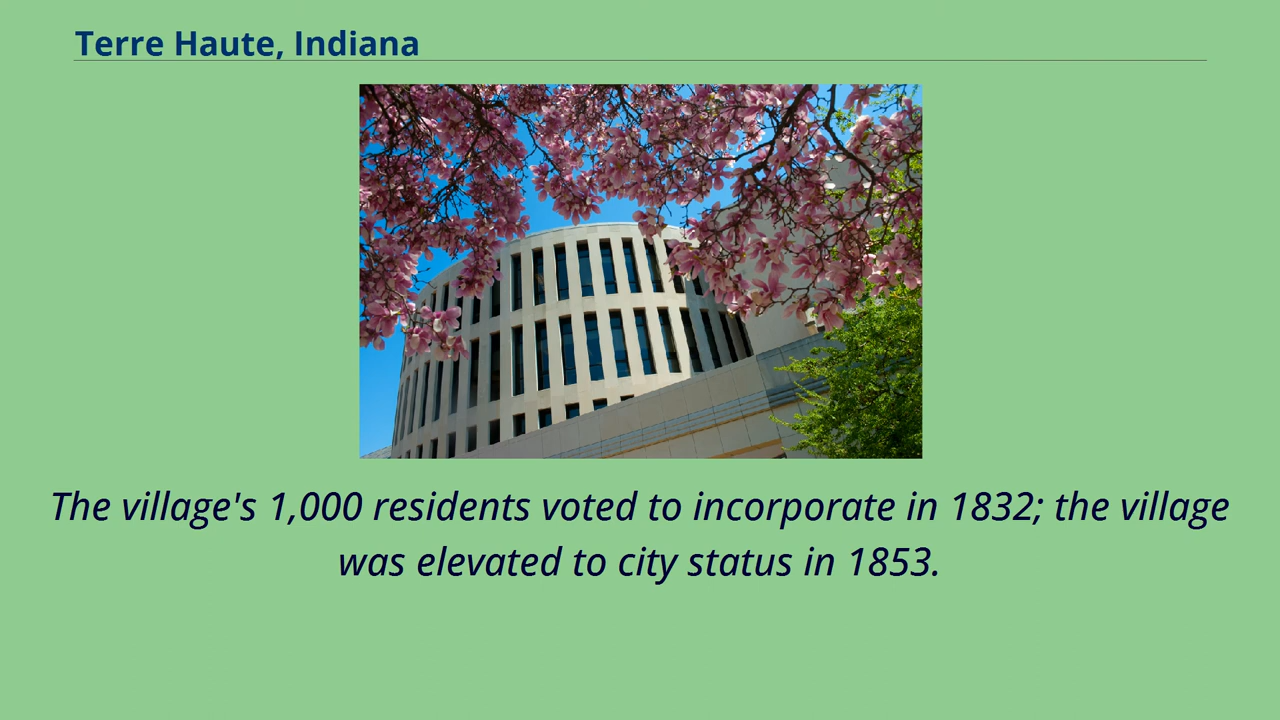 Terre Haute, Indiana
The village's 1,000 residents voted to incorporate in 1832; the village
was elevated to city status in 1853.